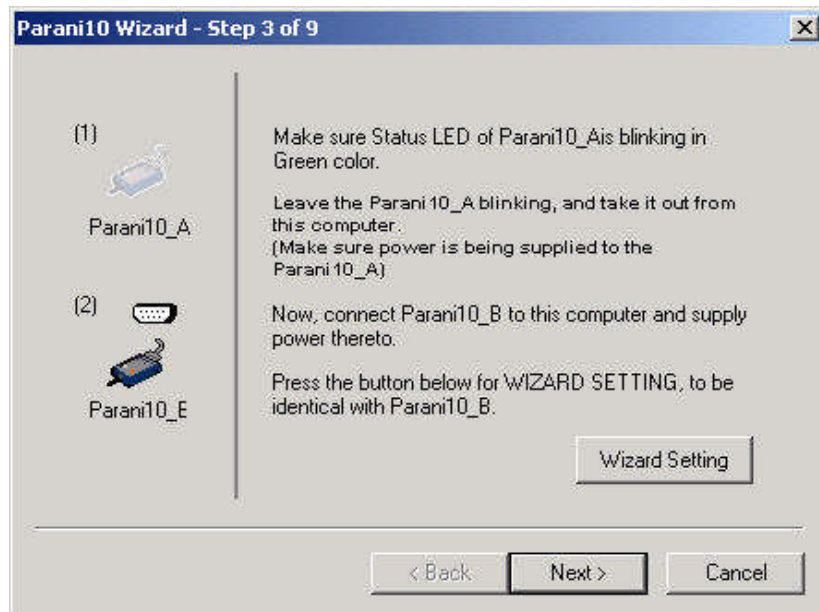 Parani10 Wizard - Step 3 of 9
(1)
Parani10_A
(2)
Parani10_E
Make sure Status LED of Parani10_Ais blinking in
Green color.
Leave the Parani10_A blinking, and take it out from
this computer.
(Make sure power is being supplied to the
Parani10_A)
Now, connect Parani10_B to this computer and supply
power thereto.
Press the button below for WIZARD SETTING, to be
identical with Parani10_B.
Wizard Setting
< Back
Next >
Cancel